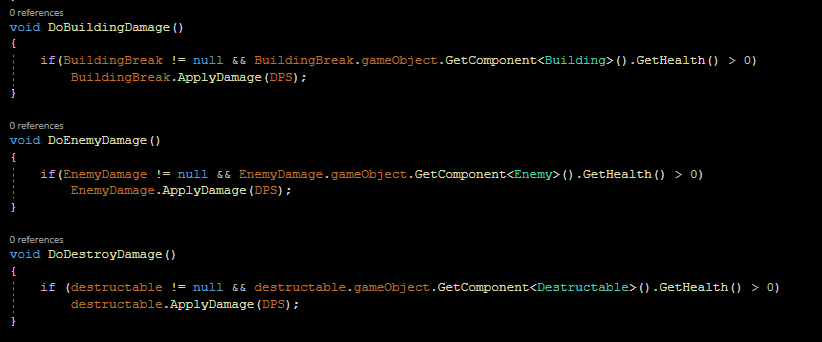 0 references
void DoBuildingDamage()
{
if(BuildingBreak != null && BuildingBreak.gameObject.GetComponent<Building>().GetHealth() > 0)
BuildingBreak.ApplyDamage(DPS);
}
0 references
void DoEnemyDamage()
{
if(EnemyDamage != null && EnemyDamage.gameObject.GetComponent<Enemy>().GetHealth() > 0)
EnemyDamage.ApplyDamage(DPS);
}
0 references
void DoDestroyDamage()
{
if (destructable != null && destructable.gameObject.GetComponent<Destructable>().GetHealth() > 0)
destructable.ApplyDamage(DPS);
}